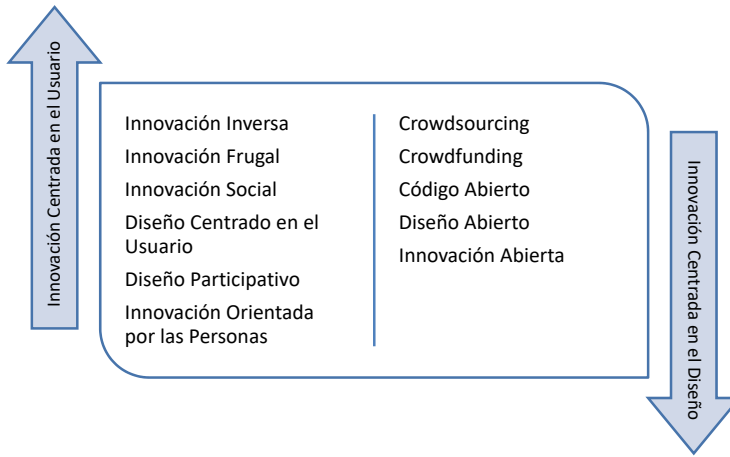 Innovación Centrada en el Usuario
Innovación Inversa
Innovación Frugal
Innovación Social
Diseño Centrado en el
Usuario
Diseño Participativo
Innovación Orientada
por las Personas
Crowdsourcing
Crowdfunding
Código Abierto
Diseño Abierto
Innovación Abierta
Innovación Centrada en el Diseño